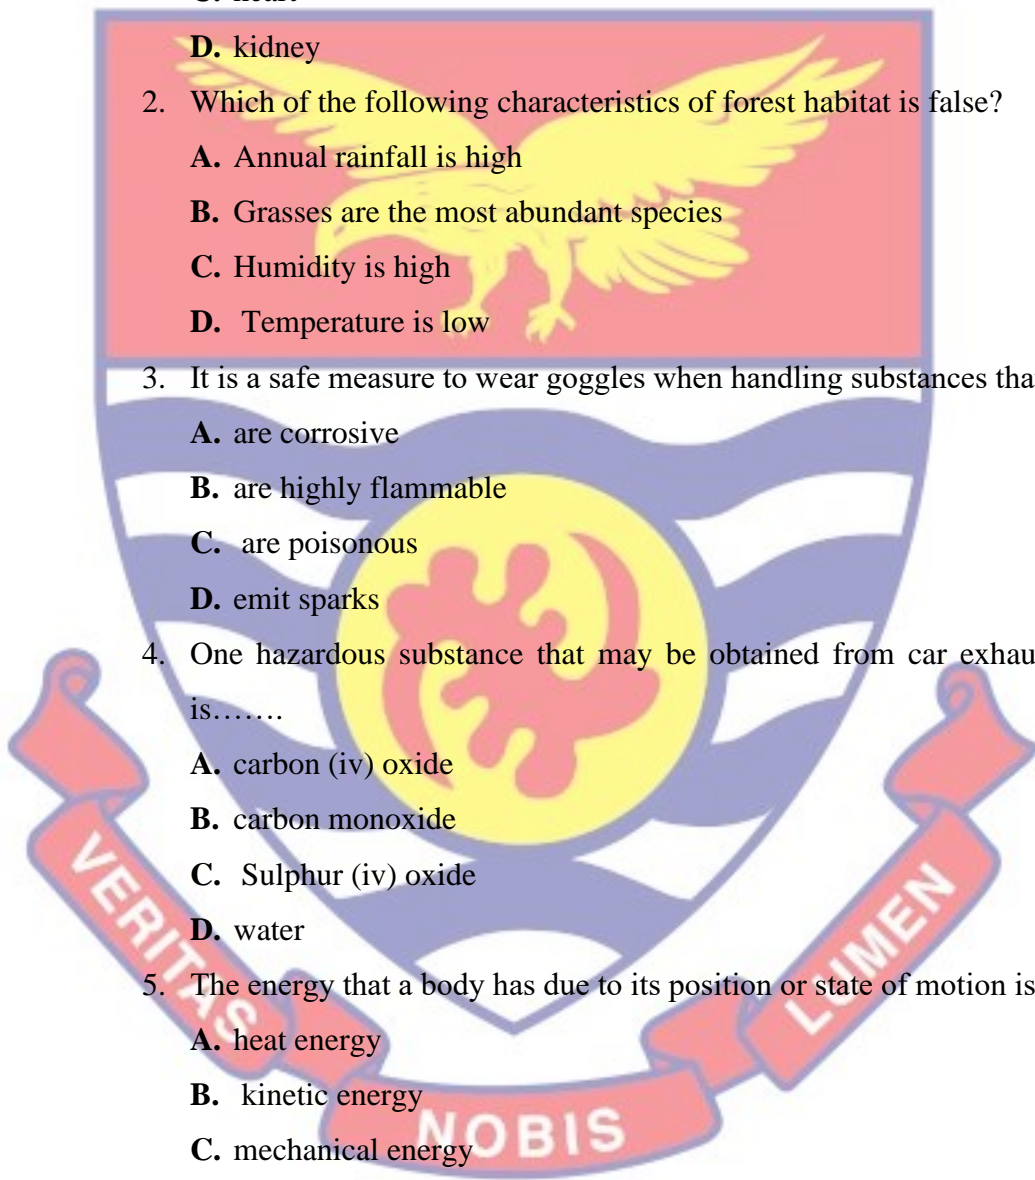 D. kidney
2. Which of the following characteristics of forest habitat is false?
A. Annual rainfall is high
B. Grasses are the most abundant species
C. Humidity is high
D. Temperature is low
3. It is a safe measure to wear goggles when handling substances
A. are corrosive
B. are highly flammable
C. are poisonous
D. emit sparks
4. One hazardous substance that may be obtained from car
is…….
A. carbon (iv) oxide
B. carbon monoxide
C. Sulphur (iv) oxide
D. water
5. The energy that a body has due to its position or state of motion is
A. heat energy
B. kinetic energy
C. mechanical energy
VERITAS
NOBIS
LUMEN